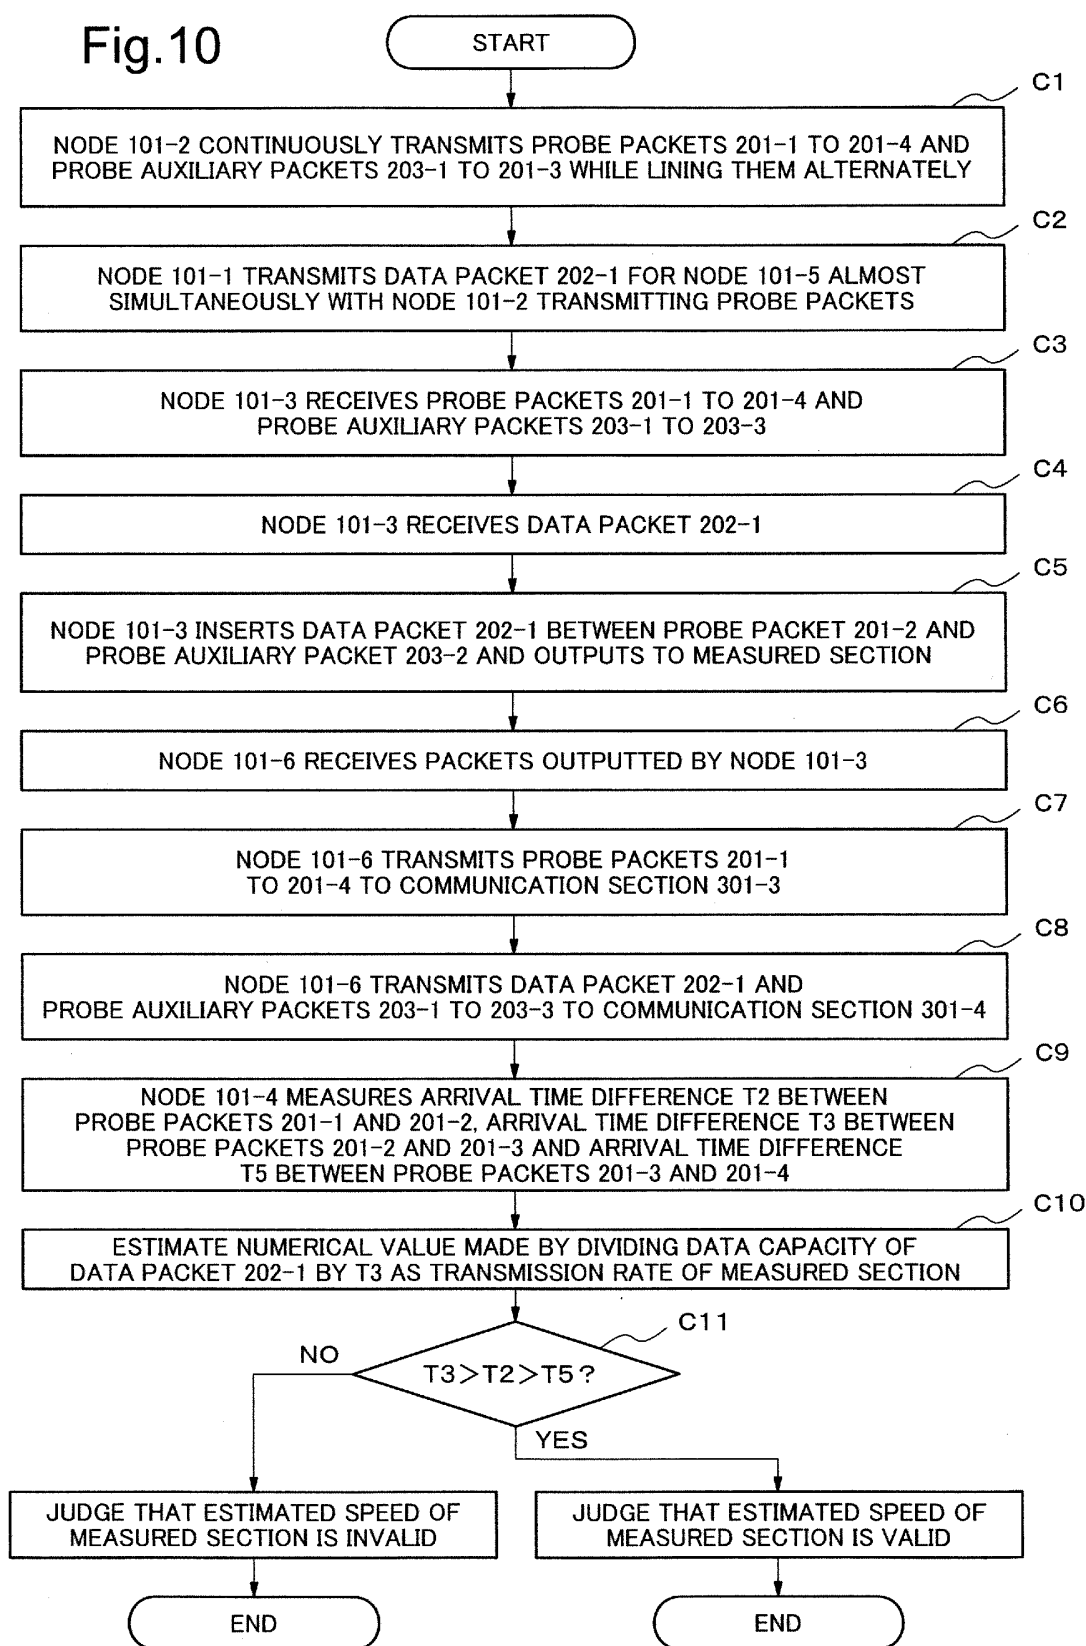 Fig.10
START
C1
NODE 101-2 CONTINUOUSLY TRANSMITS PROBE PACKETS 201-1 TO 201-4 AND
PROBE AUXILIARY PACKETS 203-1 TO 201-3 WHILE LINING THEM ALTERNATELY
C2
NODE 101-1 TRANSMITS DATA PACKET 202-1 FOR NODE 101-5 ALMOST
SIMULTANEOUSLY WITH NODE 101-2 TRANSMITTING PROBE PACKETS
C3
NODE 101-3 RECEIVES PROBE PACKETS 201-1 TO 201-4 AND
PROBE AUXILIARY PACKETS 203-1 TO 203-3
C4
NODE 101-3 RECEIVES DATA PACKET 202-1
C5
NODE 101-3 INSERTS DATA PACKET 202-1 BETWEEN PROBE PACKET 201-2 AND
PROBE AUXILIARY PACKET 203-2 AND OUTPUTS TO MEASURED SECTION
C6
NODE 101-6 RECEIVES PACKETS OUTPUTTED BY NODE 101-3
C7
NODE 101-6 TRANSMITS PROBE PACKETS 201-1
TO 201-4 TO COMMUNICATION SECTION 301-3
C8
NODE 101-6 TRANSMITS DATA PACKET 202-1 AND
PROBE AUXILIARY PACKETS 203-1 TO 203-3 TO COMMUNICATION SECTION 301-4
C9
NODE 101-4 MEASURES ARRIVAL TIME DIFFERENCE T2 BETWEEN
PROBE PACKETS 201-1 AND 201-2, ARRIVAL TIME DIFFERENCE T3 BETWEEN
PROBE PACKETS 201-2 AND 201-3 AND ARRIVAL TIME DIFFERENCE
T5 BETWEEN PROBE PACKETS 201-3 AND 201-4
C10
ESTIMATE NUMERICAL VALUE MADE BY DIVIDING DATA CAPACITY OF
DATA PACKET 202-1 BY T3 AS TRANSMISSION RATE OF MEASURED SECTION
C11
T3>T2>T5?
NO
YES
JUDGE THAT ESTIMATED SPEED OF
MEASURED SECTION IS INVALID
JUDGE THAT ESTIMATED SPEED OF
MEASURED SECTION IS VALID
END
END